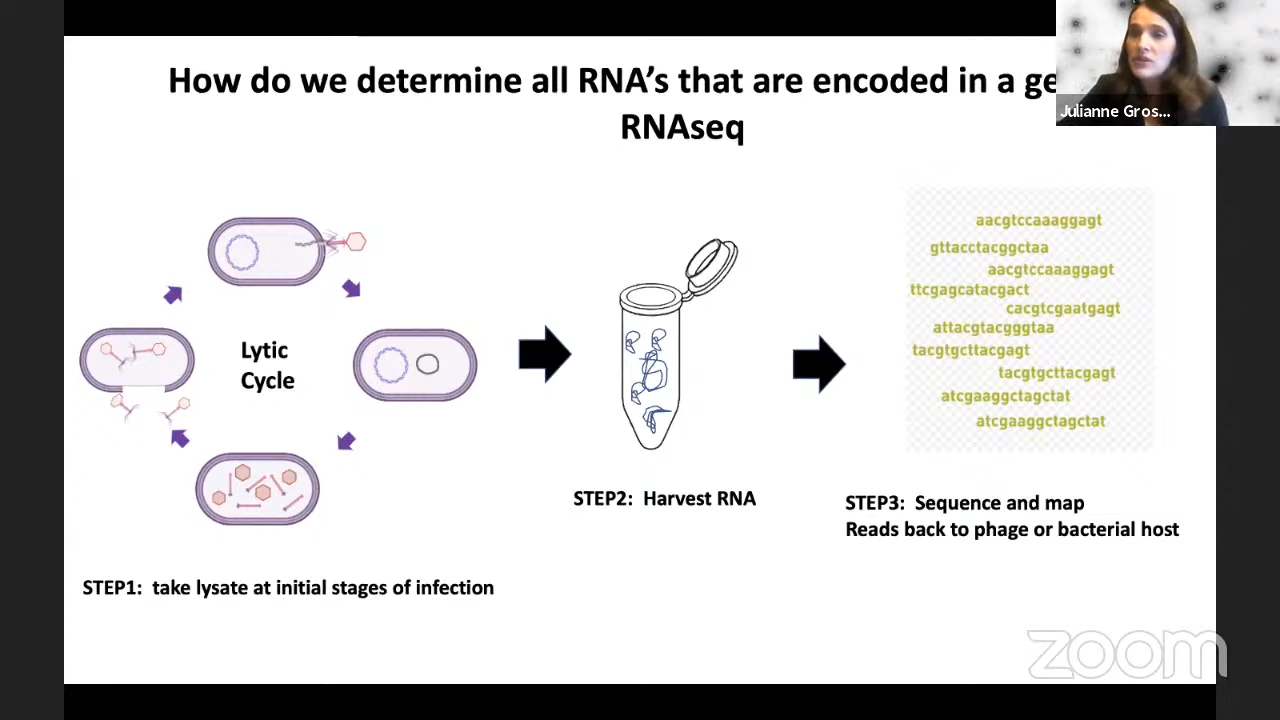 How do we determine all RNA's that are encoded in a
RNAseq
Julianne Gros...
Lytic
Cycle
aacgtccaaaggagt
gttacctacggctaa
aacgtccaaaggagt
ttcgagcatacgact
cacgtcgaatgagt
attacgtacgggtaa
tacgtgcttacgagt
tacgtgcttacgagt
atcgaaggctagctat
atcgaaggctagctat
STEP2: Harvest RNA
STEP3: Sequence and map
Reads back to phage or bacterial host
STEP1: take lysate at initial stages of infection
zoom